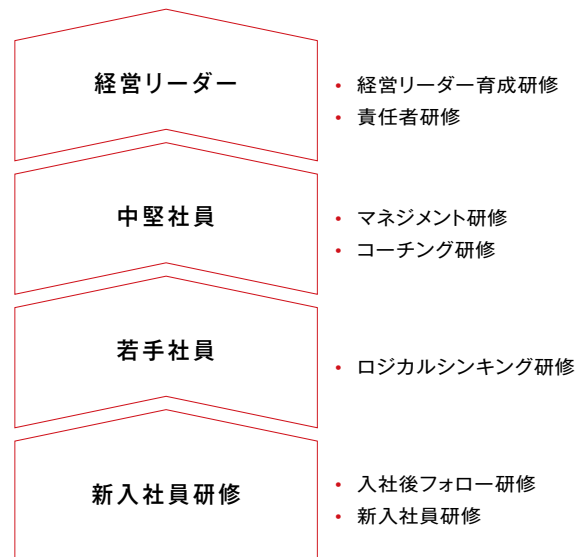 経営リーダー
• 経営リーダー育成研修
• 責任者研修
中堅社員
• マネジメント研修
• コーチング研修
若手社員
• ロジカルシンキング研修
新入社員研修
• 入社後フォロー研修
• 新入社員研修